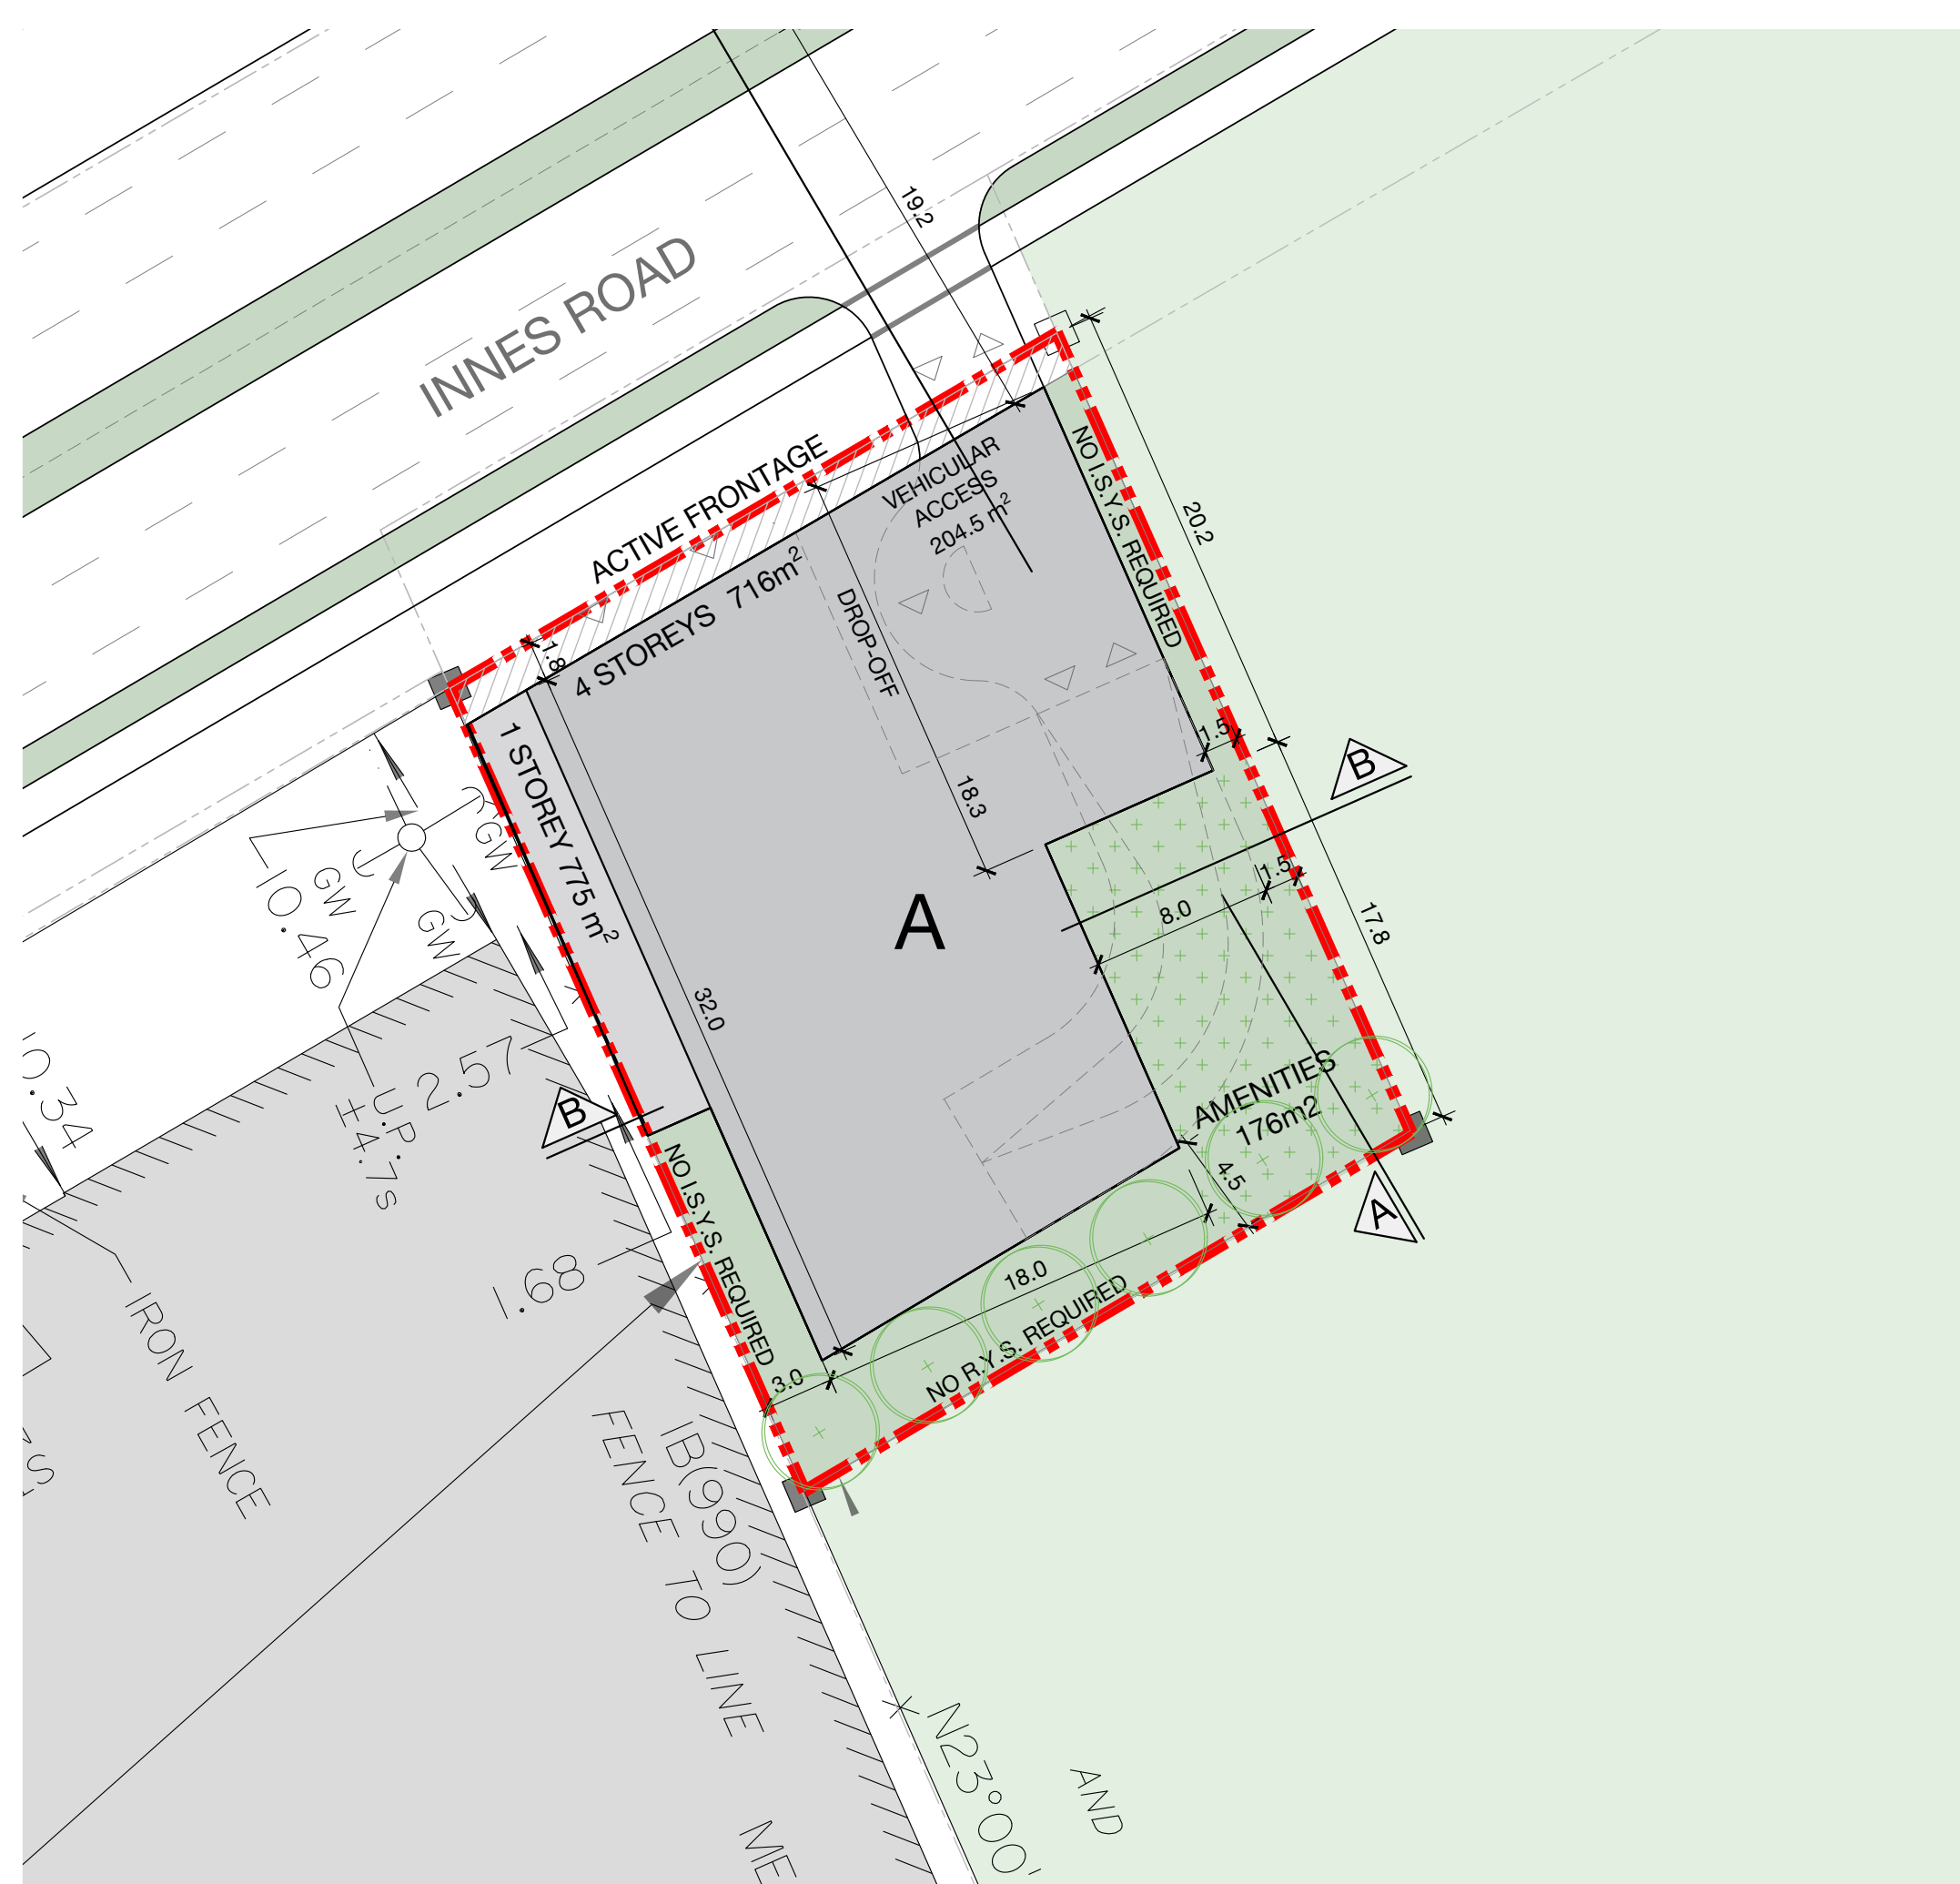 INNES ROAD
19.2
ACTIVE FRONTAGE
VEHICULAR
ACCESS
204.5 m²
NO I.S.Y.S. REQUIRED
20.2
4 STOREYS 716m²
1.8
DROP-OFF
18.3
1 STOREY 775 m²
32.0
A
1.5
B
1.5
8.0
17.8
AMENITIES
176m2
4.5
A
18.0
NO R.Y.S. REQUIRED
3.0
NO I.S.Y.S. REQUIRED
B
GW
GW
10.46
GW
2.57
U.P.
±4.7s
0.34
1.68
IRON FENCE
IB(990)
FENCE TO LINE
N23°00'
AND
ME